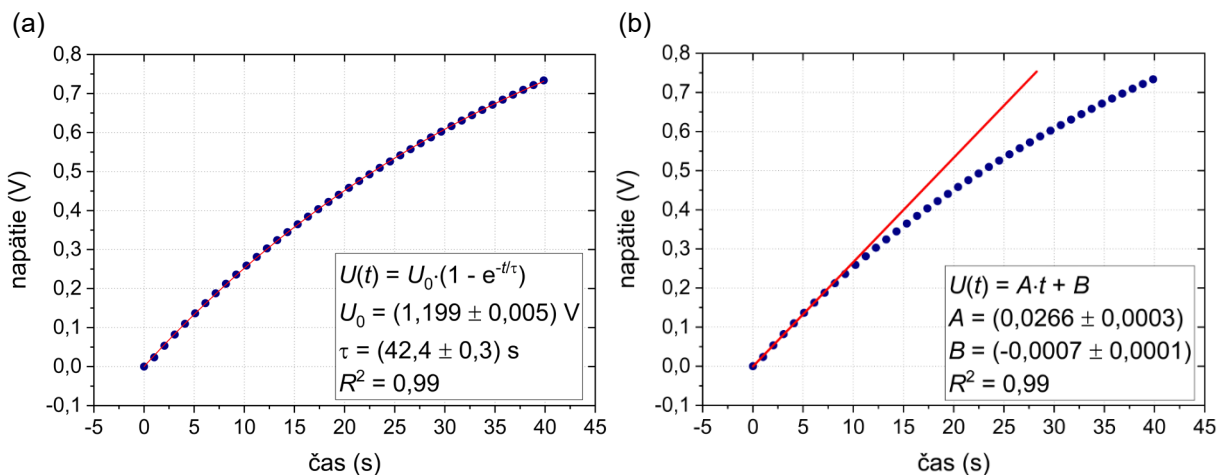 (a)
0,8
0,7
0,6
0,5
0,4
0,3
0,2
0,1
0,0
-0,1
napätie (V)
U(t) = U0·(1 - e-t/τ)
U0 = (1,199 ± 0,005) V
τ = (42,4 ± 0,3) s
R2 = 0,99
-5 0 5 10 15 20 25 30 35 40 45
čas (s)
(b)
0,8
0,7
0,6
0,5
0,4
0,3
0,2
0,1
0,0
-0,1
napätie (V)
U(t) = A·t + B
A = (0,0266 ± 0,0003)
B = (-0,0007 ± 0,0001)
R2 = 0,99
-5 0 5 10 15 20 25 30 35 40 45
čas (s)